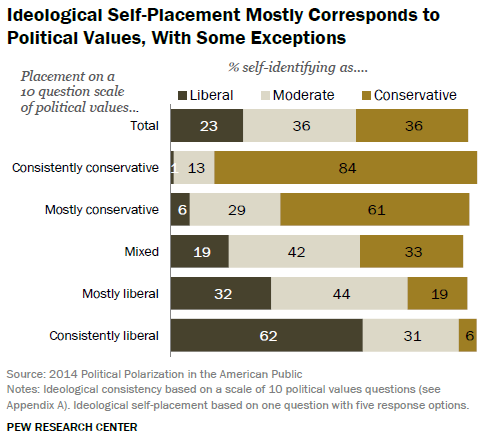 Ideological Self-Placement Mostly Corresponds to
Political Values, With Some Exceptions
Placement on a
10 question scale
of political values...
% self-identifying as....
Liberal Moderate Conservative
Total 23 36 36
Consistently conservative 1 13 84
Mostly conservative 6 29 61
Mixed 19 42 33
Mostly liberal 32 44 19
Consistently liberal 62 31 6
Source: 2014 Political Polarization in the American Public
Notes: Ideological consistency based on a scale of 10 political values questions (see
Appendix A). Ideological self-placement based on one question with five response options.
PEW RESEARCH CENTER